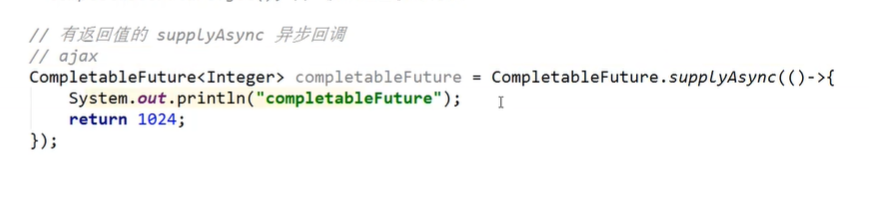 // 有返回值的 supplyAsync 异步回调
// ajax
CompletableFuture<Integer> completableFuture = CompletableFuture.supplyAsync(()->{
    System.out.println("completableFuture");
    return 1024;
});